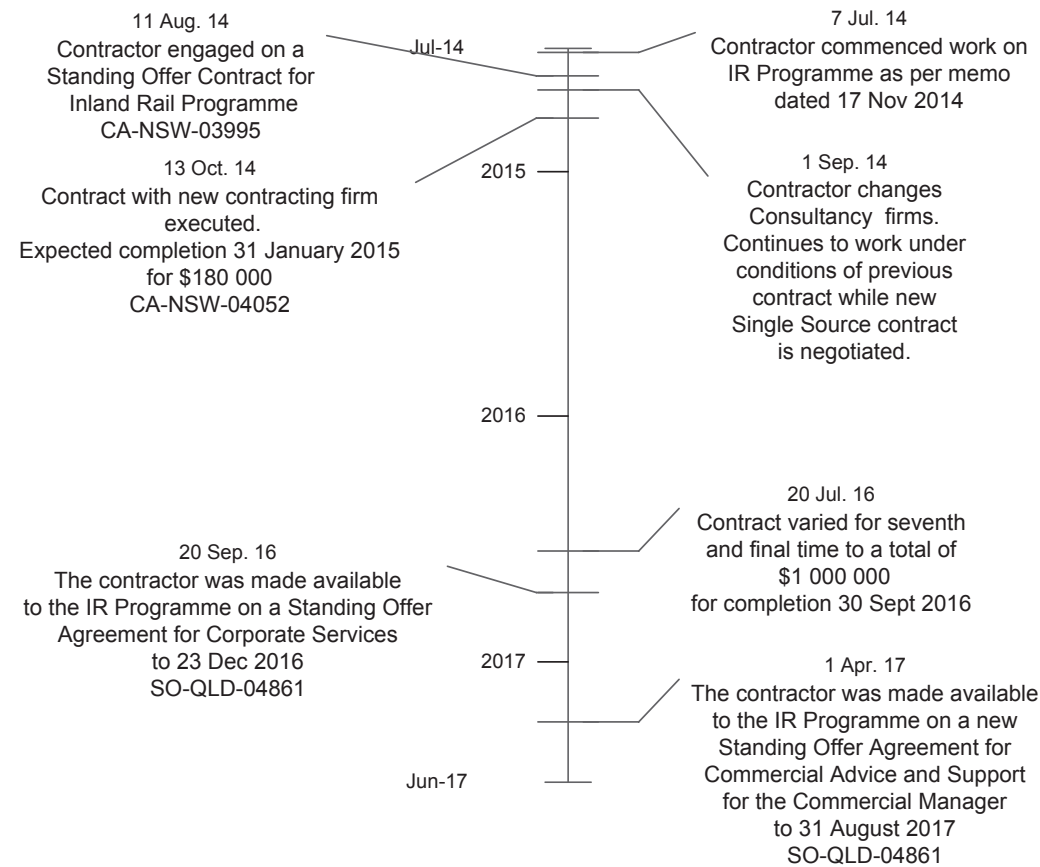 11 Aug. 14
Contractor engaged on a
Standing Offer Contract for
Inland Rail Programme
CA-NSW-03995
Jul-14
7 Jul. 14
Contractor commenced work on
IR Programme as per memo
dated 17 Nov 2014
13 Oct. 14
Contract with new contracting firm
executed.
Expected completion 31 January 2015
for $180 000
CA-NSW-04052
2015
1 Sep. 14
Contractor changes
Consultancy firms.
Continues to work under
conditions of previous
contract while new
Single Source contract
is negotiated.
2016
20 Jul. 16
Contract varied for seventh
and final time to a total of
$1 000 000
for completion 30 Sept 2016
20 Sep. 16
The contractor was made available
to the IR Programme on a Standing Offer
Agreement for Corporate Services
to 23 Dec 2016
SO-QLD-04861
2017
1 Apr. 17
The contractor was made available
to the IR Programme on a new
Standing Offer Agreement for
Commercial Advice and Support
for the Commercial Manager
to 31 August 2017
SO-QLD-04861
Jun-17